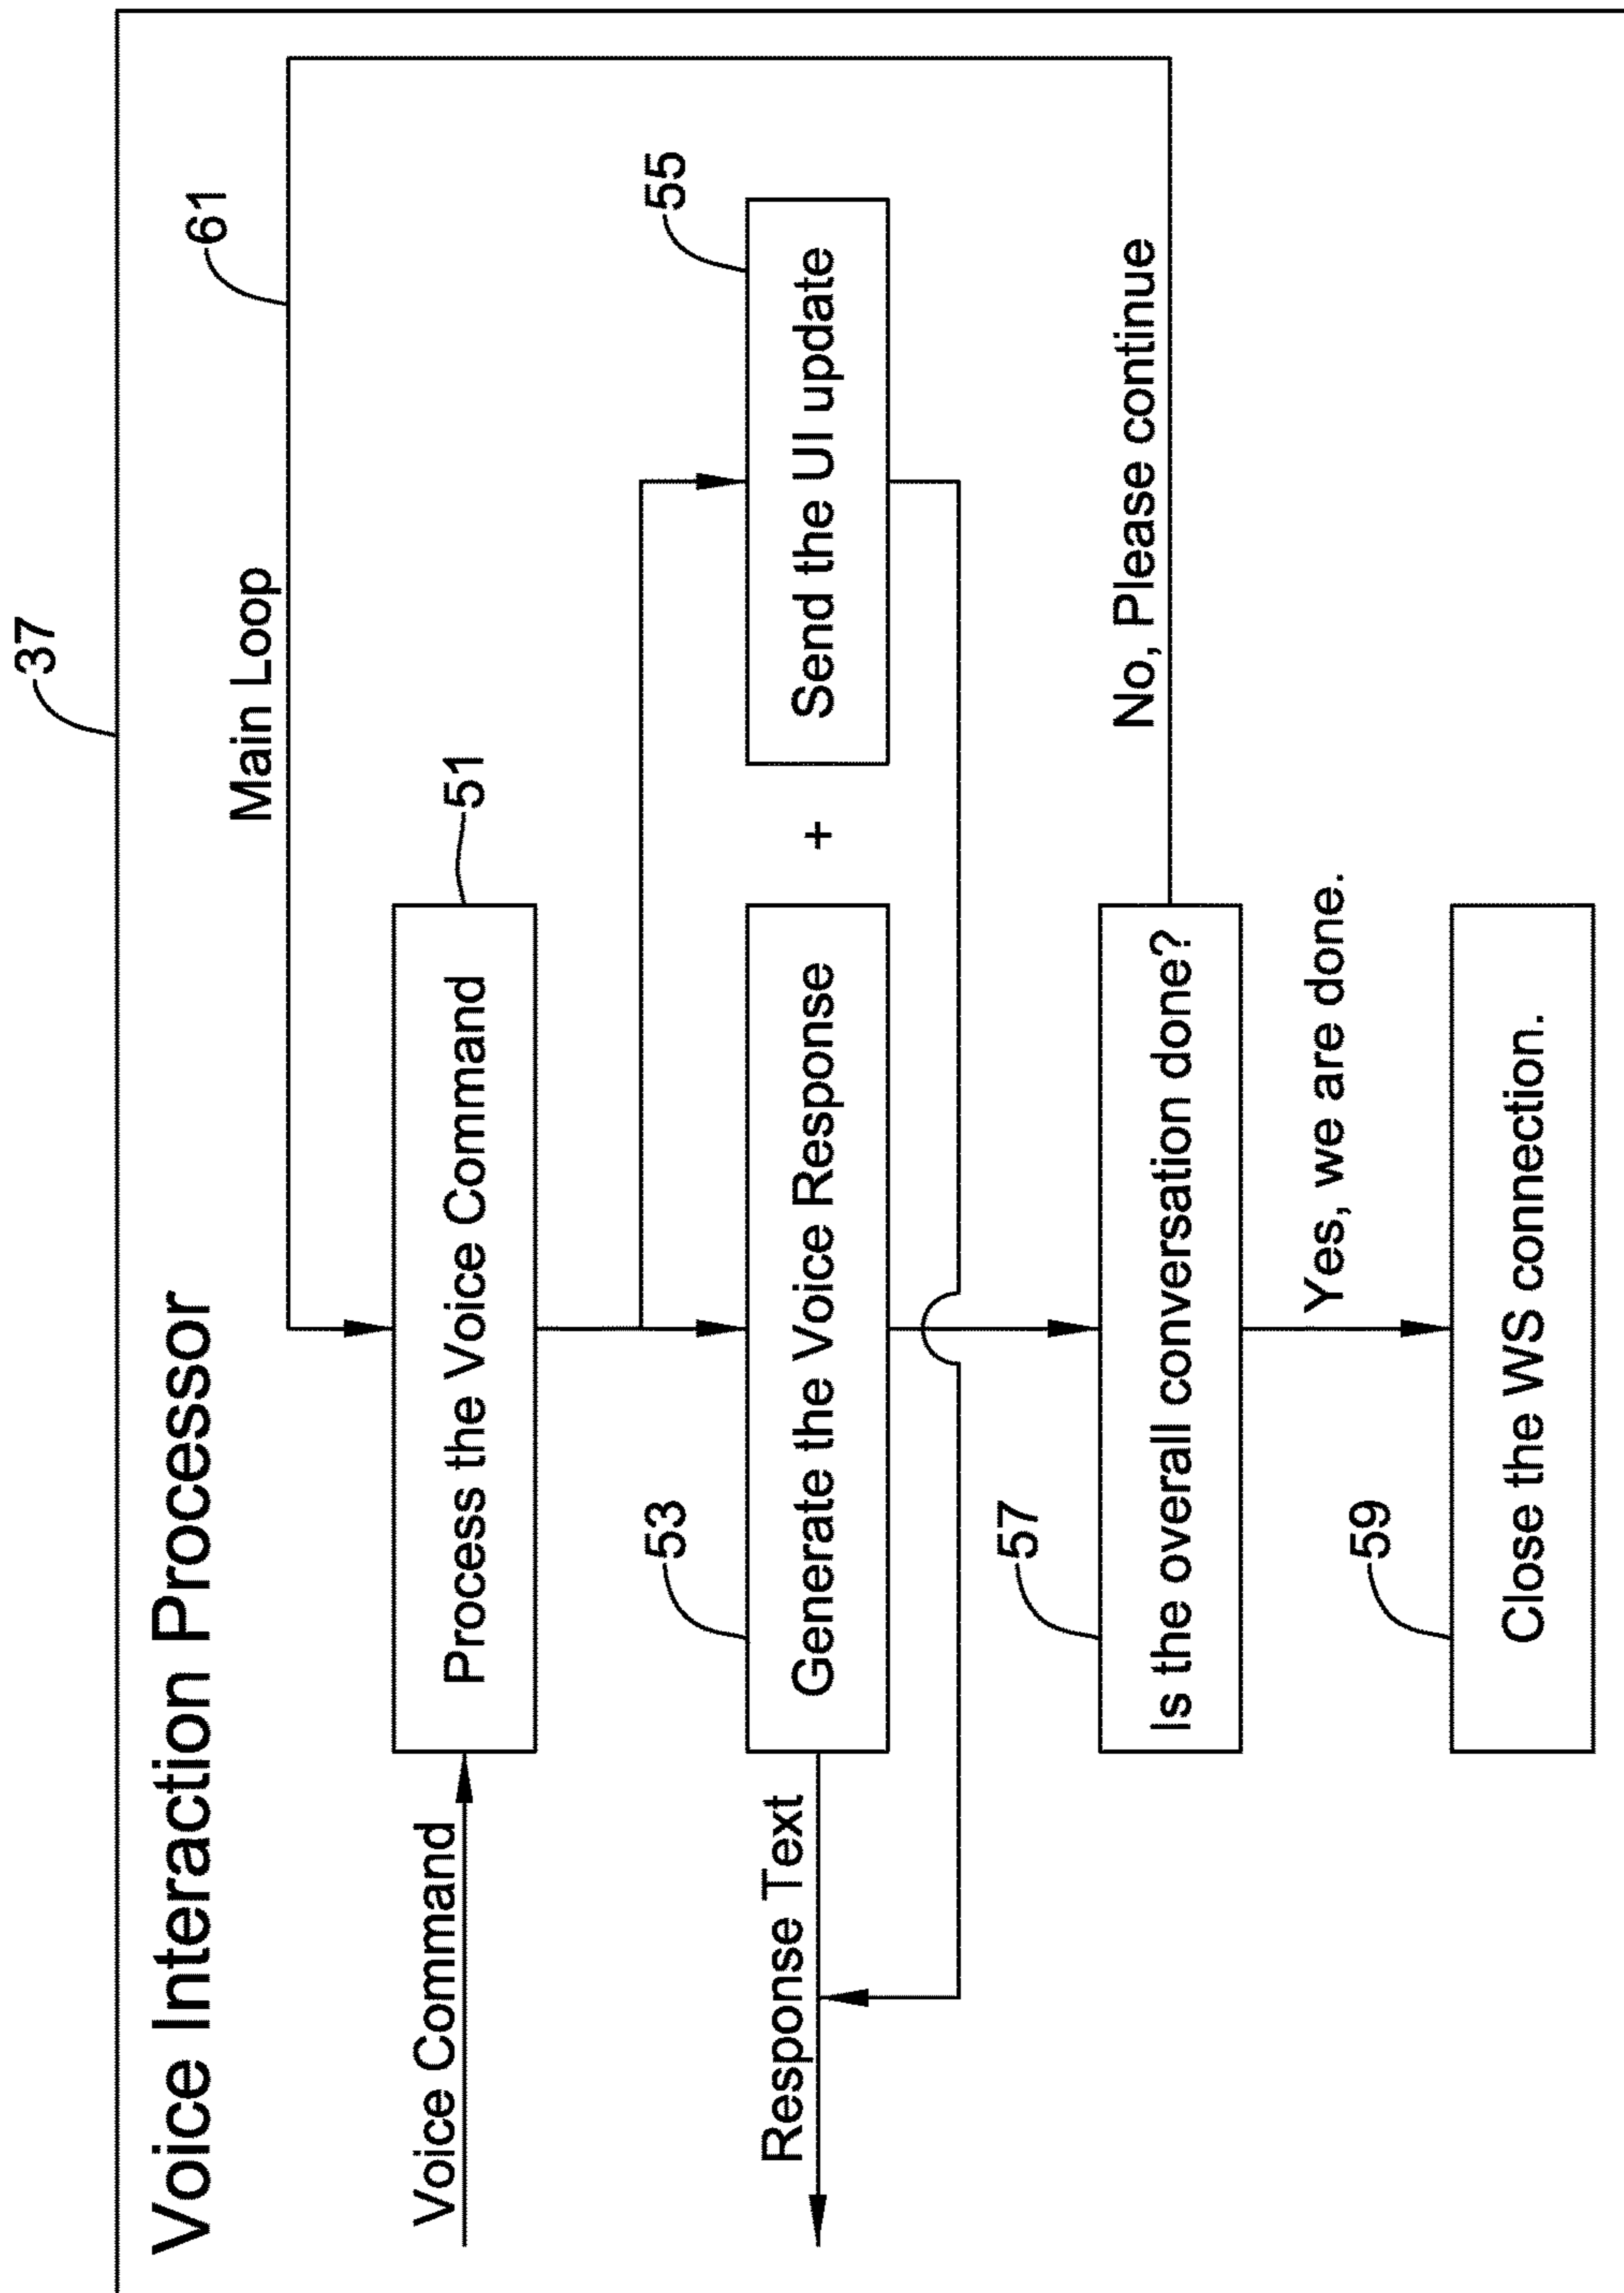 37
Voice Interaction Processor
Main Loop
61
Voice Command
Process the Voice Command
51
Response Text
53
Generate the Voice Response
+
Send the UI update
55
57
Is the overall conversation done?
No, Please continue
Yes, we are done.
59
Close the WS connection.